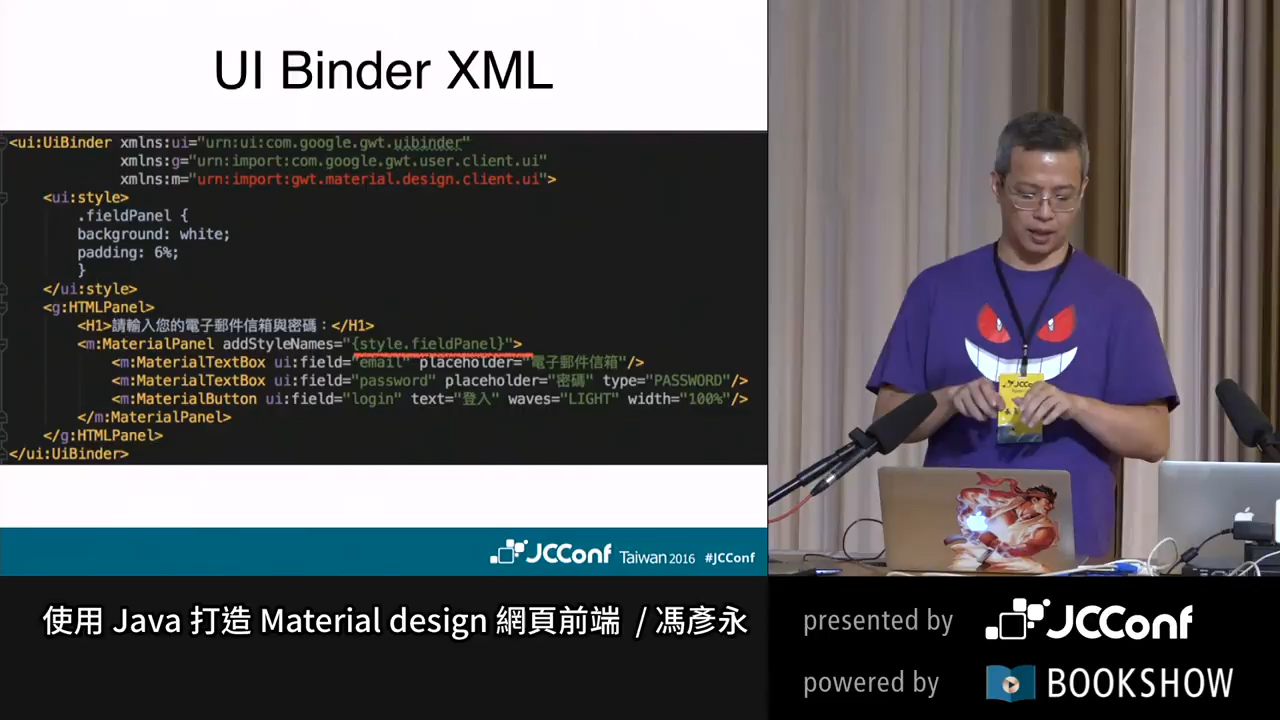 UI Binder XML
<ui:UiBinder xmlns:ui="urn:ui:com.google.gwt.uibinder"
xmlns:g="urn:import:com.google.gwt.user.client.ui"
xmlns:m="urn:import:gwt.material.design.client.ui">
<ui:style>
.fieldPanel {
background: white;
padding: 6%;
}
</ui:style>
<g:HTMLPanel>
<H1>請輸入您的電子郵件信箱與密碼：</H1>
<m:MaterialPanel addStyleNames="{style.fieldPanel}">
<m:MaterialTextBox ui:field="email" placeholder="電子郵件信箱"/>
<m:MaterialTextBox ui:field="password" placeholder="密碼" type="PASSWORD"/>
<m:MaterialButton ui:field="login" text="登入" waves="LIGHT" width="100%"/>
</m:MaterialPanel>
</g:HTMLPanel>
</ui:UiBinder>
JCConf Taiwan 2016 #JCConf
JCConf
使用 Java 打造 Material design 網頁前端 / 馮彥永
presented by JCConf
powered by BOOKSHOW